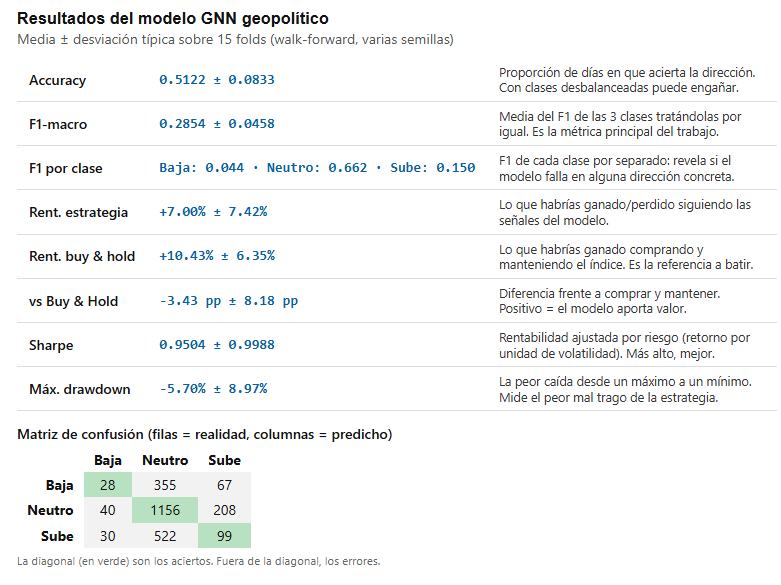 Resultados del modelo GNN geopolítico
Media ± desviación típica sobre 15 folds (walk-forward, varias semillas)
Accuracy 0.5122 ± 0.0833 Proporción de días en que acierta la dirección.
Con clases desbalanceadas puede engañar.
F1-macro 0.2854 ± 0.0458 Media del F1 de las 3 clases tratándolas por
igual. Es la métrica principal del trabajo.
F1 por clase Baja: 0.044 · Neutro: 0.662 · Sube: 0.150 F1 de cada clase por separado: revela si el
modelo falla en alguna dirección concreta.
Rent. estrategia +7.00% ± 7.42% Lo que habrías ganado/perdido siguiendo las
señales del modelo.
Rent. buy & hold +10.43% ± 6.35% Lo que habrías ganado comprando y
manteniendo el índice. Es la referencia a batir.
vs Buy & Hold -3.43 pp ± 8.18 pp Diferencia frente a comprar y mantener.
Positivo = el modelo aporta valor.
Sharpe 0.9504 ± 0.9988 Rentabilidad ajustada por riesgo (retorno por
unidad de volatilidad). Más alto, mejor.
Máx. drawdown -5.70% ± 8.97% La peor caída desde un máximo a un mínimo.
Mide el peor mal trago de la estrategia.
Matriz de confusión (filas = realidad, columnas = predicho)
Baja Neutro Sube
Baja 28 355 67
Neutro 40 1156 208
Sube 30 522 99
La diagonal (en verde) son los aciertos. Fuera de la diagonal, los errores.